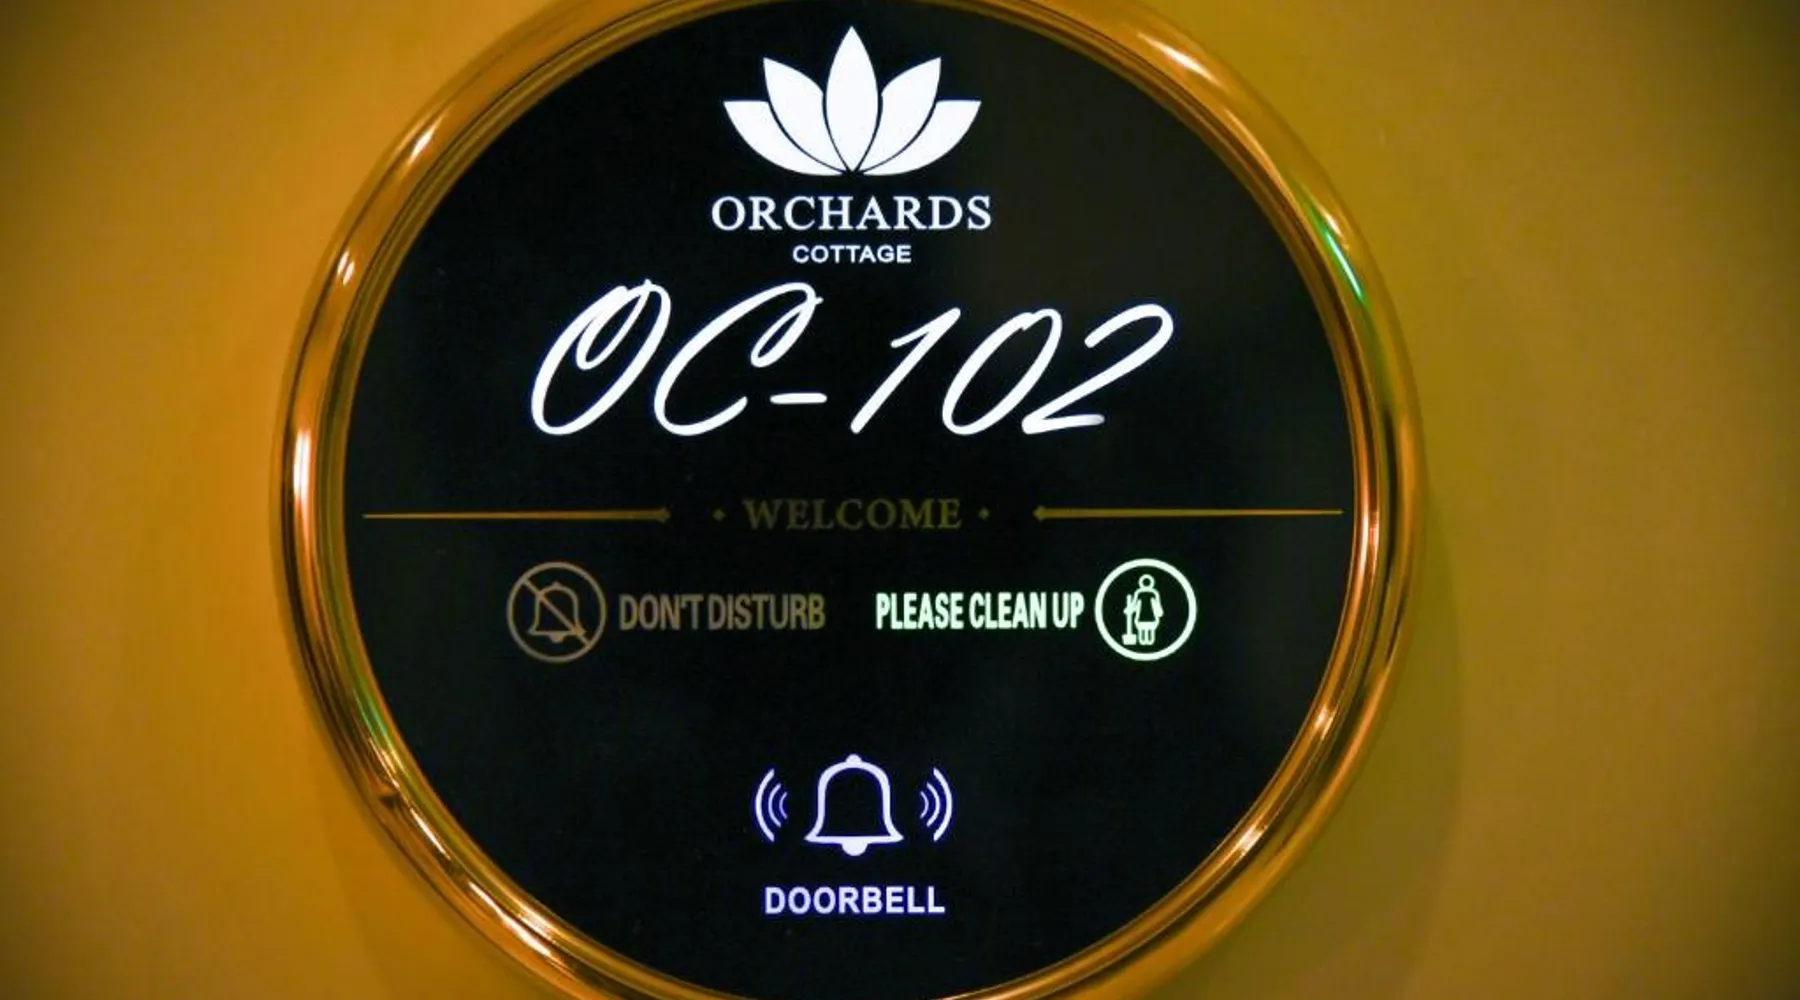 ORCHARDS
COTTAGE
OC-102
WELCOME
DON'T DISTURB PLEASE CLEAN UP
DOORBELL